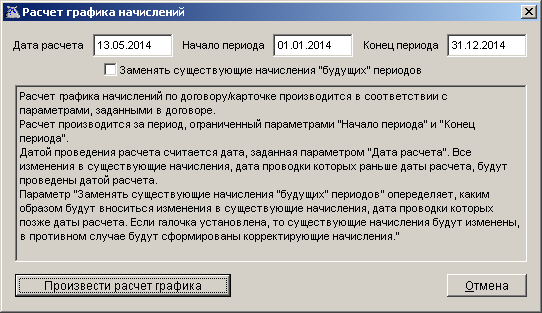 Расчет графика начислений
Дата расчета 13.05.2014 Начало периода 01.01.2014 Конец периода 31.12.2014
Заменять существующие начисления "будущих" периодов
Расчет графика начислений по договору/карточке производится в соответствии с
параметрами, заданными в договоре.
Расчет производится за период, ограниченный параметрами "Начало периода" и "Конец
периода".
Датой проведения расчета считается дата, заданная параметром "Дата расчета". Все
изменения в существующие начисления, дата проводки которых раньше даты расчета, будут
проведены датой расчета.
Параметр "Заменять существующие начисления "будущих" периодов" опеределяет, каким
образом будут вноситься изменения в существующие начисления, дата проводки которых
позже даты расчета. Если галочка установлена, то существующие начисления будут изменены,
в противном случае будут сформированы корректирующие начисления."
Произвести расчет графика Отмена